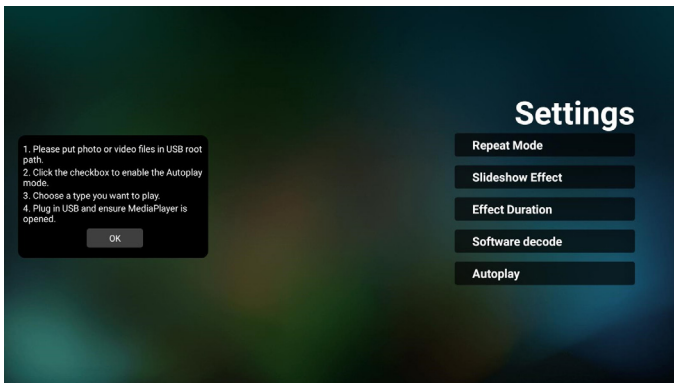 Settings
1. Please put photo or video files in USB root
path.
2. Click the checkbox to enable the Autoplay
mode.
3. Choose a type you want to play.
4. Plug in USB and ensure MediaPlayer is
opened.
OK
Repeat Mode
Slideshow Effect
Effect Duration
Software decode
Autoplay